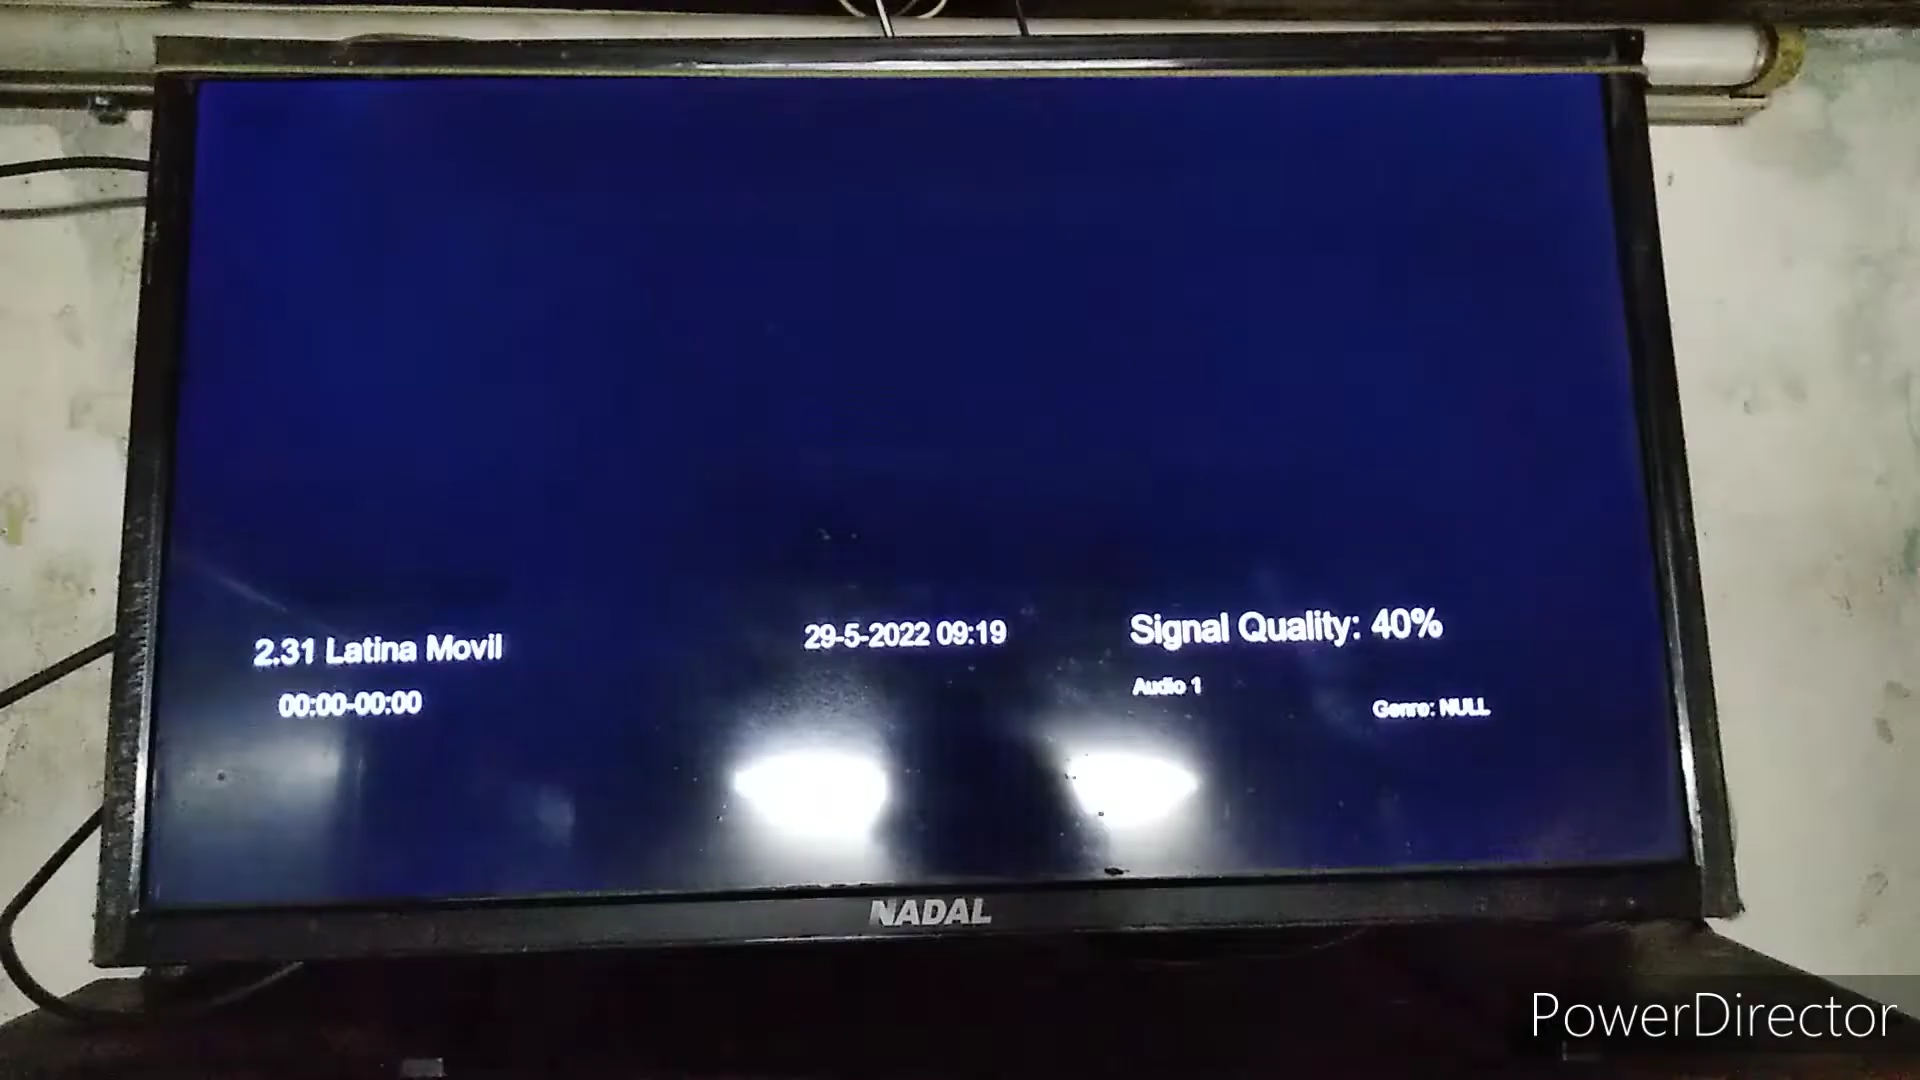 2.31 Latina Movil
00:00-00:00
29-5-2022 09:19
Signal Quality: 40%
Audio 1
Genre: NULL
NADAL
PowerDirector